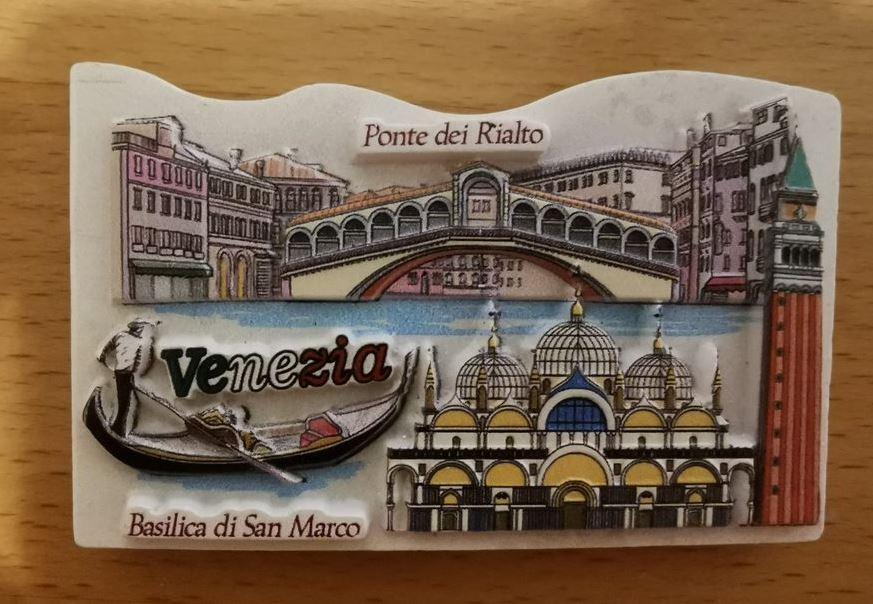 Ponte dei Rialto
Venezia
Basilica di San Marco